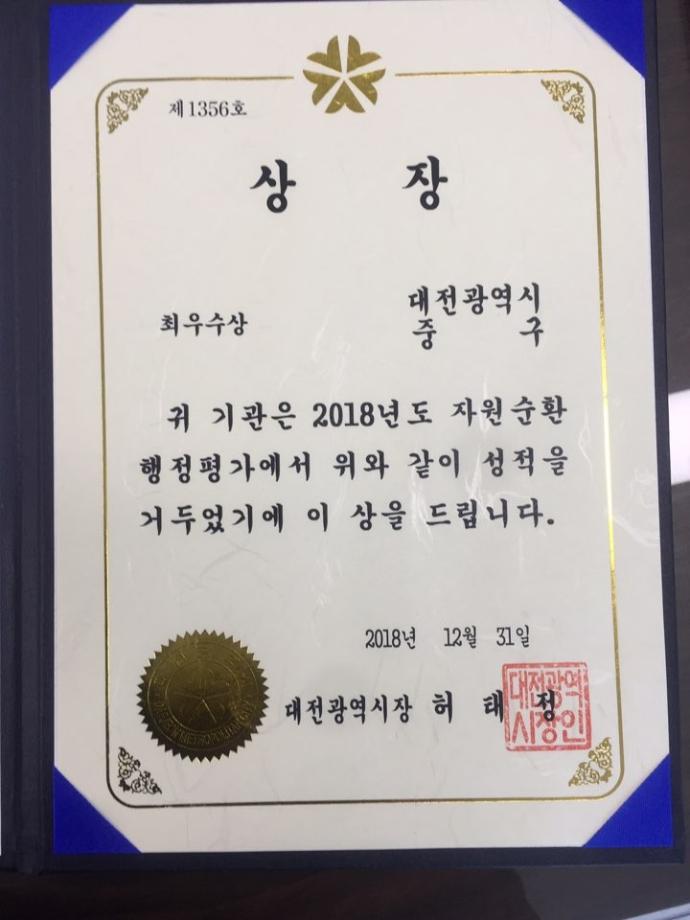 제1356호
상 장
대전광역시
최우수상
중 구
귀 기관은 2018년도 자원순환
행정평가에서 위와 같이 성적을
거두었기에 이 상을 드립니다.
2018년 12월 31일
대전광역시장 허 태 정
대전광역
시장인